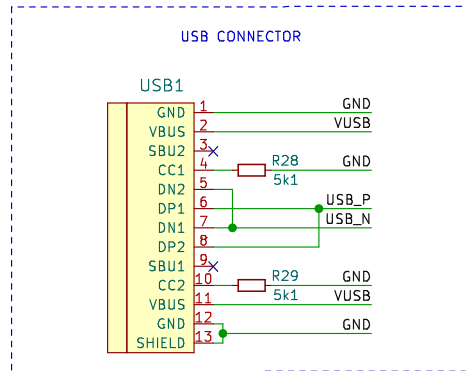 USB CONNECTOR
USB1
GND 1 GND
VBUS 2 VUSB
SBU2 3
CC1 4 R28 5k1 GND
DN2 5
DP1 6 USB_P
DN1 7 USB_N
DP2 8
SBU1 9
CC2 10 R29 5k1 GND
VBUS 11 VUSB
GND 12 GND
SHIELD 13